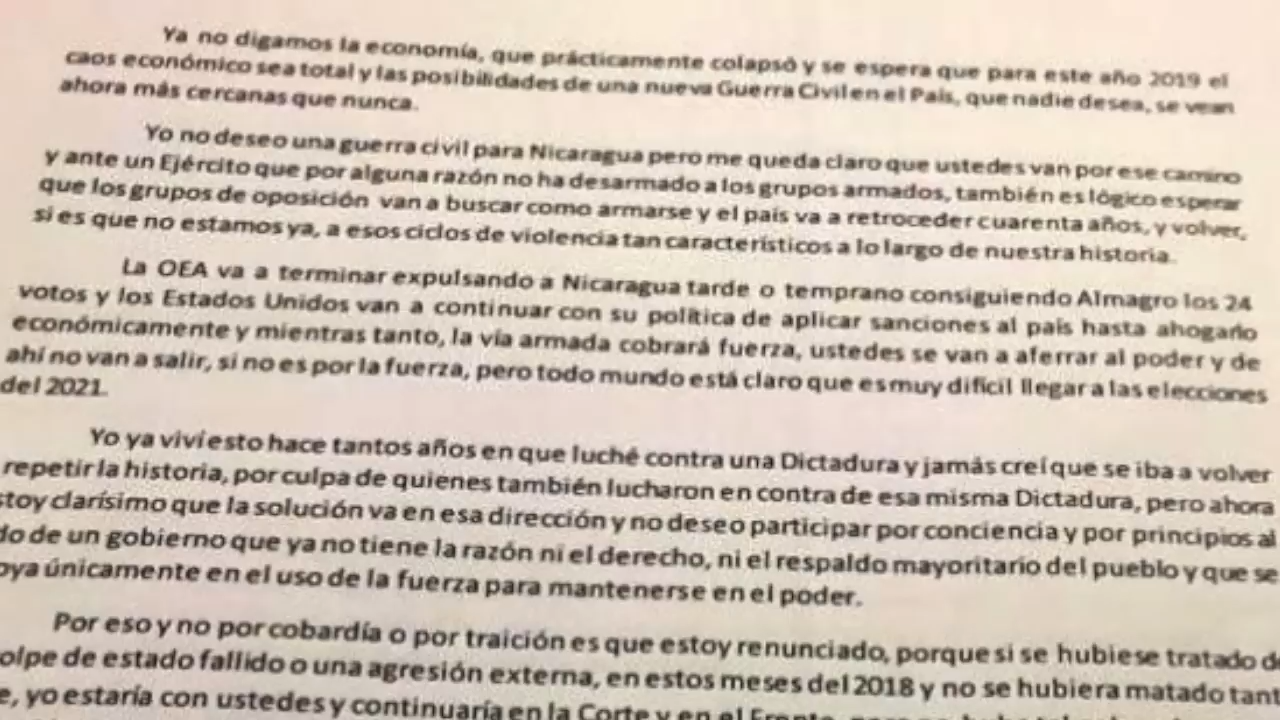 Ya no digamos la economía, que prácticamente colapsó y se espera que para este año 2019 el
caos económico sea total y las posibilidades de una nueva Guerra Civil en el País, que nadie desea, se vean
ahora más cercanas que nunca.
Yo no deseo una guerra civil para Nicaragua pero me queda claro que ustedes van por ese camino
y ante un Ejército que por alguna razón no ha desarmado a los grupos armados, también es lógico esperar
que los grupos de oposición van a buscar como armarse y el país va a retroceder cuarenta años, y volver,
si es que no estamos ya, a esos ciclos de violencia tan característicos a lo largo de nuestra historia.
La OEA va a terminar expulsando a Nicaragua tarde o temprano consiguiendo Almagro los 24
votos y los Estados Unidos van a continuar con su política de aplicar sanciones al país hasta ahogarlo
económicamente y mientras tanto, la vía armada cobrará fuerza, ustedes se van a aferrar al poder y de
ahí no van a salir, si no es por la fuerza, pero todo mundo está claro que es muy difícil llegar a las elecciones
del 2021.
Yo ya viví esto hace tantos años en que luché contra una Dictadura y jamás creí que se iba a volver
repetir la historia, por culpa de quienes también lucharon en contra de esa misma Dictadura, pero ahora
stoy clarísimo que la solución va en esa dirección y no deseo participar por conciencia y por principios al
do de un gobierno que ya no tiene la razón ni el derecho, ni el respaldo mayoritario del pueblo y que se
oya únicamente en el uso de la fuerza para mantenerse en el poder.
Por eso y no por cobardía o por traición es que estoy renunciado, porque si se hubiese tratado de
olpe de estado fallido o una agresión externa, en estos meses del 2018 y no se hubiera matado tant
e, yo estaría con ustedes y continuaría en la Corte y en el Frente,